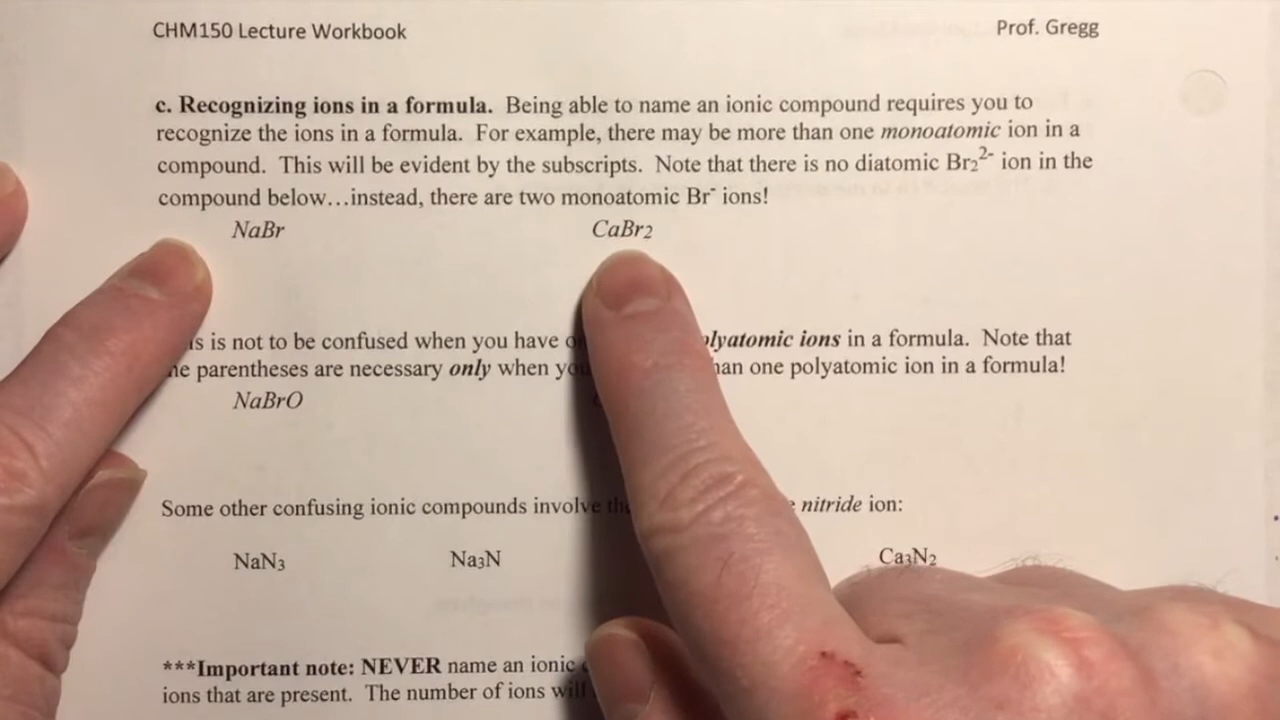 CHM150 Lecture Workbook Prof. Gregg
c. Recognizing ions in a formula. Being able to name an ionic compound requires you to
recognize the ions in a formula. For example, there may be more than one monoatomic ion in a
compound. This will be evident by the subscripts. Note that there is no diatomic Br₂²⁻ ion in the
compound below…instead, there are two monoatomic Br⁻ ions!
NaBr CaBr₂
is not to be confused when you have ions in a formula. Note that
parentheses are necessary only when one polyatomic ion in a formula!
NaBrO
Some other confusing ionic compounds involve nitride ion:
NaN₃ Na₃N Ca₃N₂
***Important note: NEVER name an ionic
ions that are present. The number of ions will